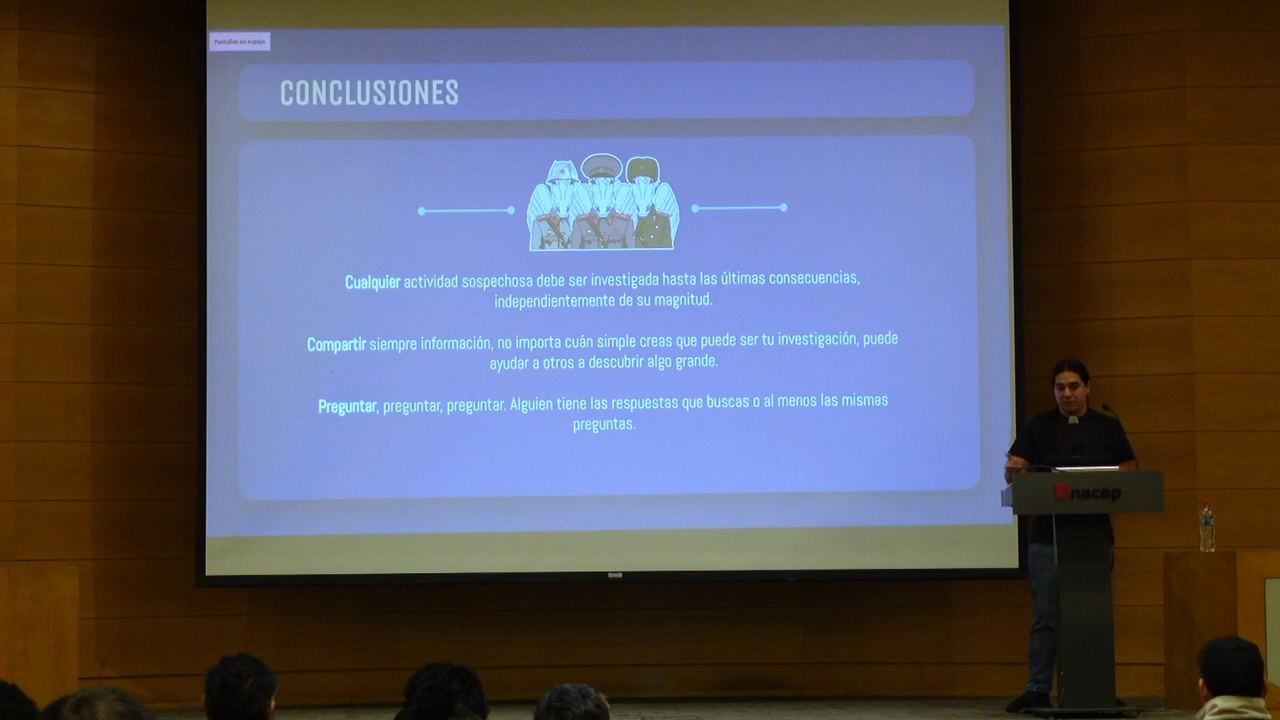 Pantallas en espejo
CONCLUSIONES
Cualquier actividad sospechosa debe ser investigada hasta las últimas consecuencias,
independientemente de su magnitud.
Compartir siempre información, no importa cuán simple creas que puede ser tu investigación, puede
ayudar a otros a descubrir algo grande.
Preguntar, preguntar, preguntar. Alguien tiene las respuestas que buscas o al menos las mismas
preguntas.
inacap